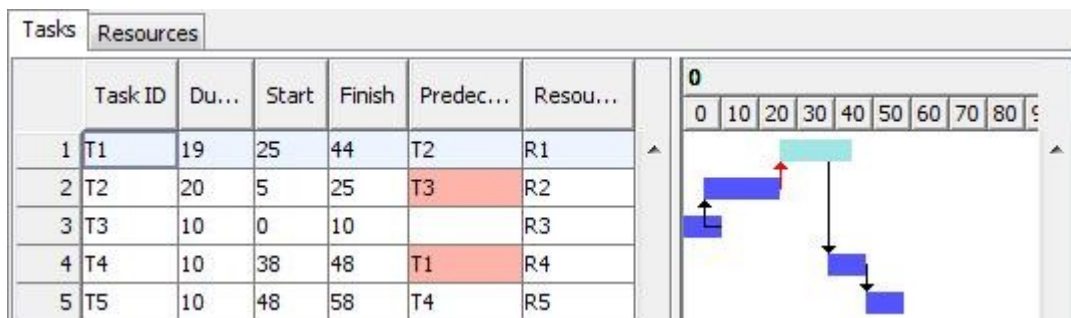 Tasks Resources
Task ID Du... Start Finish Predec... Resou... 0
0 10 20 30 40 50 60 70 80
1 T1 19 25 44 T2 R1
2 T2 20 5 25 T3 R2
3 T3 10 0 10 R3
4 T4 10 38 48 T1 R4
5 T5 10 48 58 T4 R5